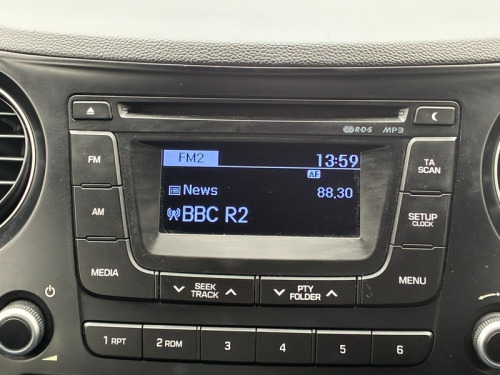 R·D·S MP3
FM2 13:59
AF
News 88.30
BBC R2
FM
AM
MEDIA
TA
SCAN
SETUP
CLOCK
MENU
SEEK
TRACK
PTY
FOLDER
1 RPT 2 RDM 3 4 5 6